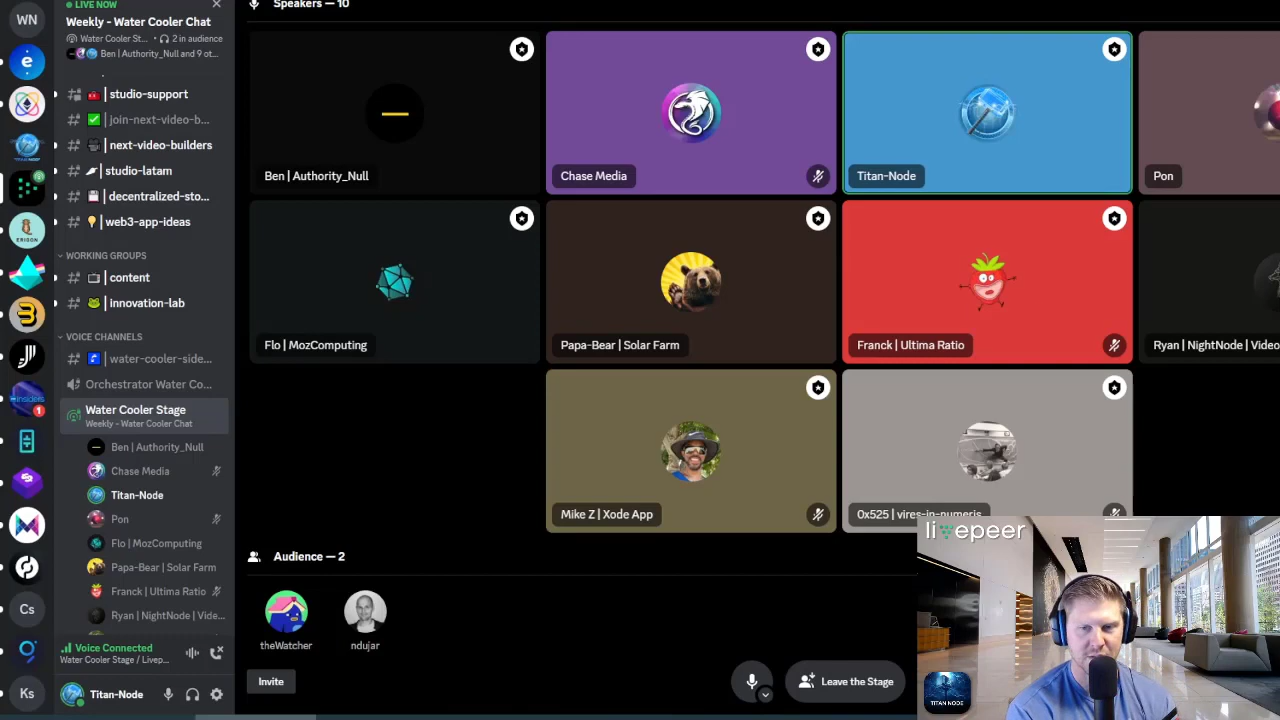 WN
LIVE NOW
Weekly - Water Cooler Chat
Water Cooler St... · 2 in audience
Ben | Authority_Null and 9 ot...
studio-support
join-next-video-b...
next-video-builders
studio-latam
decentralized-sto...
web3-app-ideas
WORKING GROUPS
content
innovation-lab
VOICE CHANNELS
water-cooler-side...
Orchestrator Water Co...
Water Cooler Stage
Weekly - Water Cooler Chat
Ben | Authority_Null
Chase Media
Titan-Node
Pon
Flo | MozComputing
Papa-Bear | Solar Farm
Franck | Ultima Ratio
Ryan | NightNode | Vide...
Voice Connected
Water Cooler Stage / Livep...
Titan-Node
TITAN NODE
ERIGON
insiders
1
Cs
Ks
Speakers — 10
Ben | Authority_Null
Chase Media
Titan-Node
Pon
Flo | MozComputing
Papa-Bear | Solar Farm
Franck | Ultima Ratio
Ryan | NightNode | Video
Mike Z | Xode App
0x525 | vires-in-numeris
Audience — 2
theWatcher
ndujar
Invite
Leave the Stage
livepeer
TITAN NODE